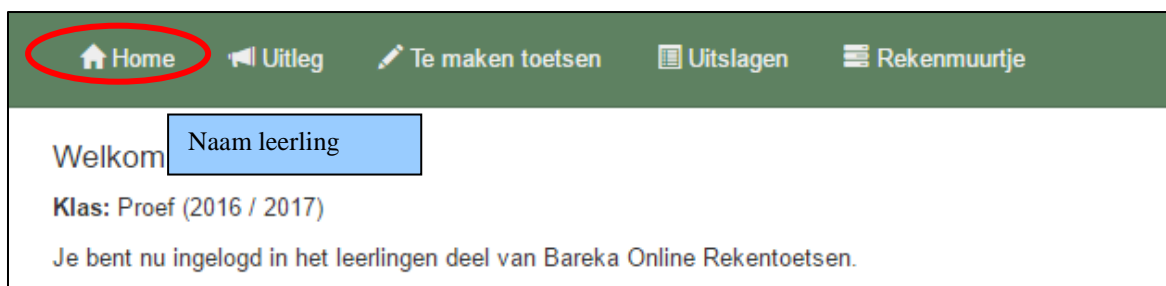 Home Uitleg Te maken toetsen Uitslagen Rekenmuurtje
Welkom Naam leerling
Klas: Proef (2016 / 2017)
Je bent nu ingelogd in het leerlingen deel van Bareka Online Rekentoetsen.